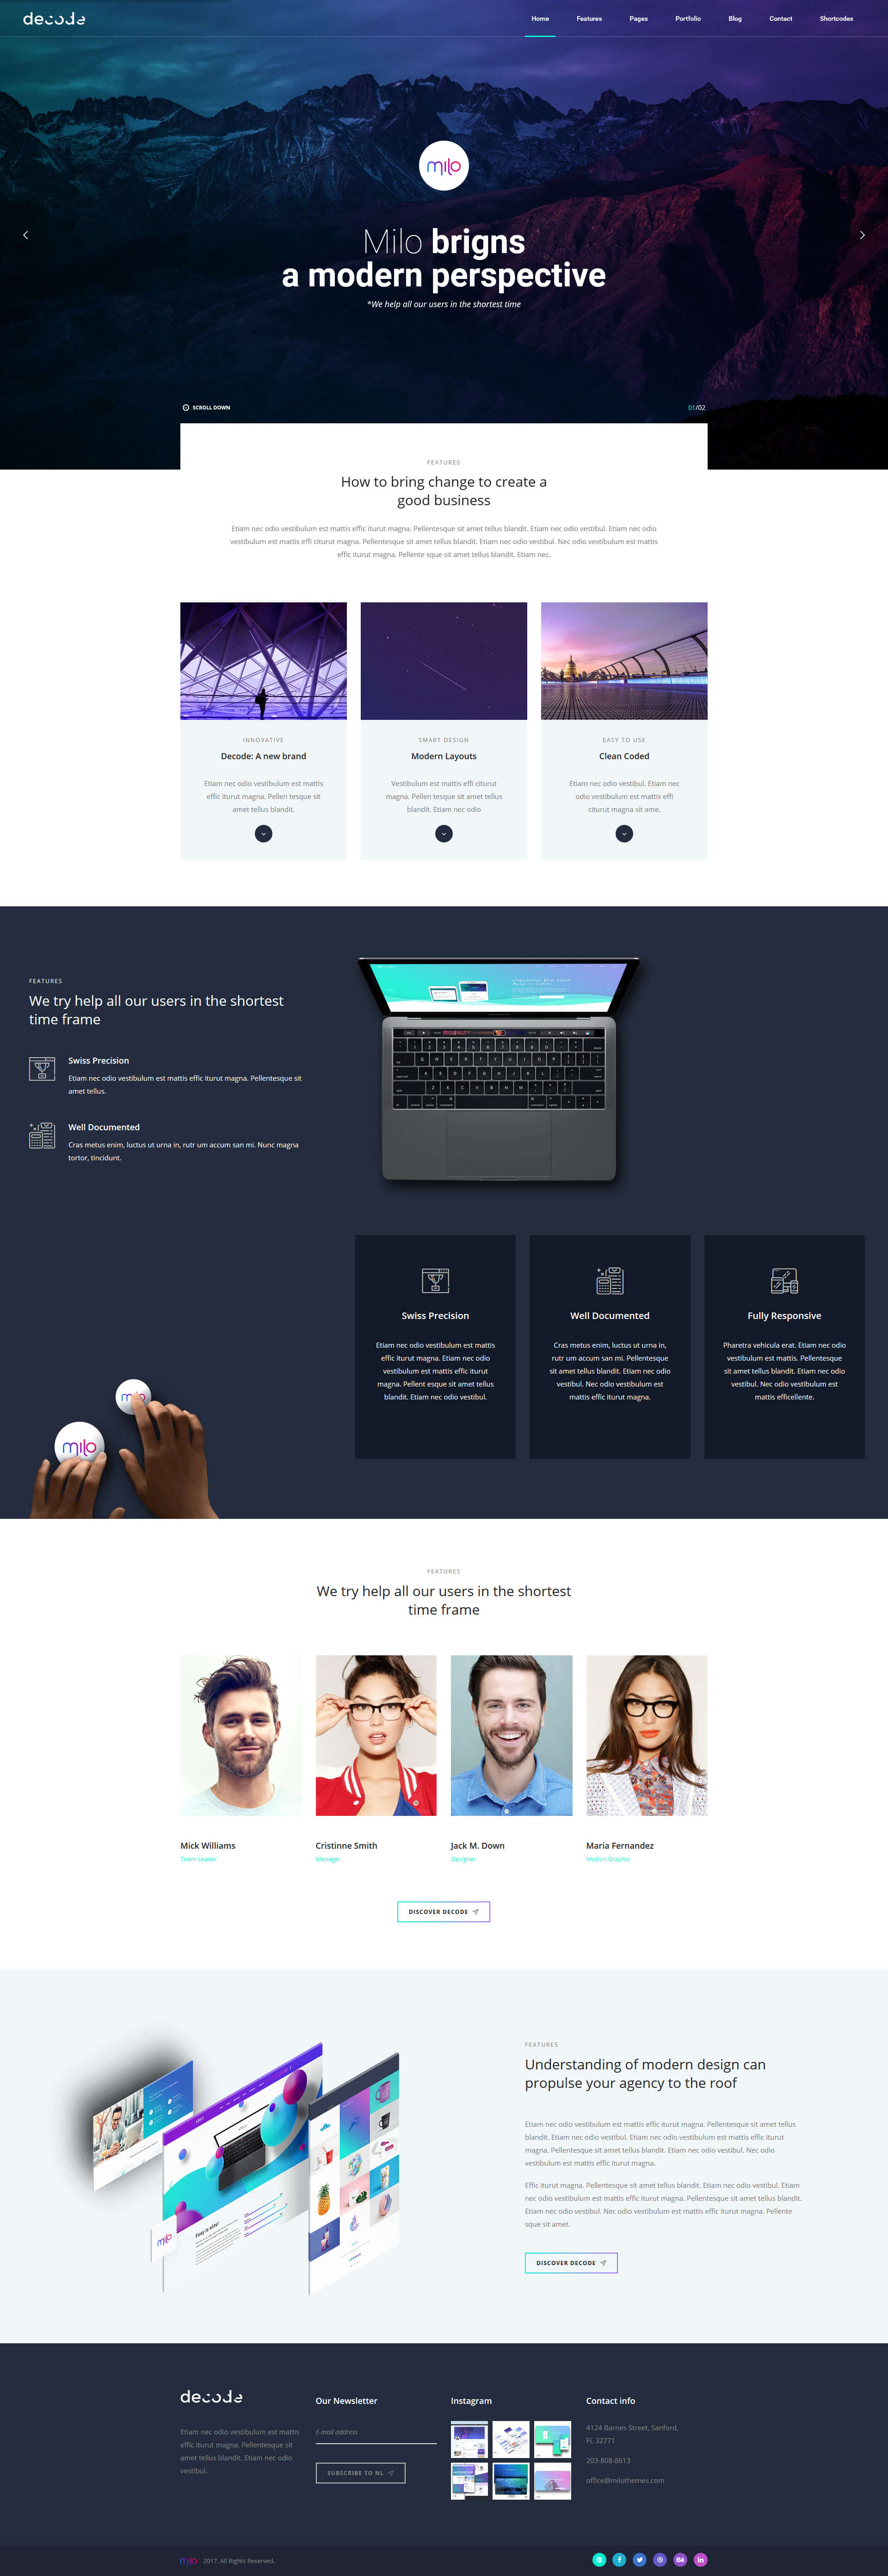 decode
Home Features Pages Portfolio Blog Contact Shortcodes
milo
Milo brigns
a modern perspective
*We help all our users in the shortest time
SCROLL DOWN
01/02
FEATURES
How to bring change to create a
good business
Etiam nec odio vestibulum est mattis effic iturut magna. Pellentesque sit amet tellus blandit. Etiam nec odio vestibul. Etiam nec odio
vestibulum est mattis effi citurut magna. Pellentesque sit amet tellus blandit. Etiam nec odio vestibul. Nec odio vestibulum est mattis
effic iturut magna. Pellente sque sit amet tellus blandit. Etiam nec.
INNOVATIVE
Decode: A new brand
Etiam nec odio vestibulum est mattis
effic iturut magna. Pellen tesque sit
amet tellus blandit.
SMART DESIGN
Modern Layouts
Vestibulum est mattis effi citurut
magna. Pellen tesque sit amet tellus
blandit. Etiam nec odio
EASY TO USE
Clean Coded
Etiam nec odio vestibul. Etiam nec
odio vestibulum est mattis effi
citurut magna sit ame.
FEATURES
We try help all our users in the shortest
time frame
Swiss Precision
Etiam nec odio vestibulum est mattis effic iturut magna. Pellentesque sit
amet tellus.
Well Documented
Cras metus enim, luctus ut urna in, rutr um accum san mi. Nunc magna
tortor, tincidunt.
Swiss Precision
Etiam nec odio vestibulum est mattis
effic iturut magna. Etiam nec odio
vestibulum est mattis effic iturut
magna. Pellent esque sit amet tellus
blandit. Etiam nec odio vestibul.
Well Documented
Cras metus enim, luctus ut urna in,
rutr um accum san mi. Pellentesque
sit amet tellus blandit. Etiam nec odio
vestibul. Nec odio vestibulum est
mattis effic iturut magna.
Fully Responsive
Pharetra vehicula erat. Etiam nec odio
vestibulum est mattis. Pellentesque
sit amet tellus blandit. Etiam nec odio
vestibul. Nec odio vestibulum est
mattis efficellente.
milo
milo
FEATURES
We try help all our users in the shortest
time frame
Mick Williams
Team Leader
Cristinne Smith
Manager
Jack M. Down
Designer
Maria Fernandez
Motion Graphic
DISCOVER DECODE
FEATURES
Understanding of modern design can
propulse your agency to the roof
Etiam nec odio vestibulum est mattis effic iturut magna. Pellentesque sit amet tellus
blandit. Etiam nec odio vestibul. Etiam nec odio vestibulum est mattis effic iturut
magna. Pellentesque sit amet tellus blandit. Etiam nec odio vestibul. Nec odio
vestibulum est mattis effic iturut magna.
Effic iturut magna. Pellentesque sit amet tellus blandit. Etiam nec odio vestibul. Etiam
nec odio vestibulum est mattis effic iturut magna. Pellentesque sit amet tellus blandit.
Etiam nec odio vestibul. Nec odio vestibulum est mattis effic iturut magna. Pellente
sque sit amet.
DISCOVER DECODE
milo
decode
Etiam nec odio vestibulum est mattis
effic iturut magna. Pellentesque sit
amet tellus blandit. Etiam nec odio
vestibul.
Our Newsletter
E-mail address
SUBSCRIBE TO NL
Instagram
Contact info
4124 Barnes Street, Sanford,
FL 32771
203-808-8613
office@milothemes.com
milo 2017. All Rights Reserved.